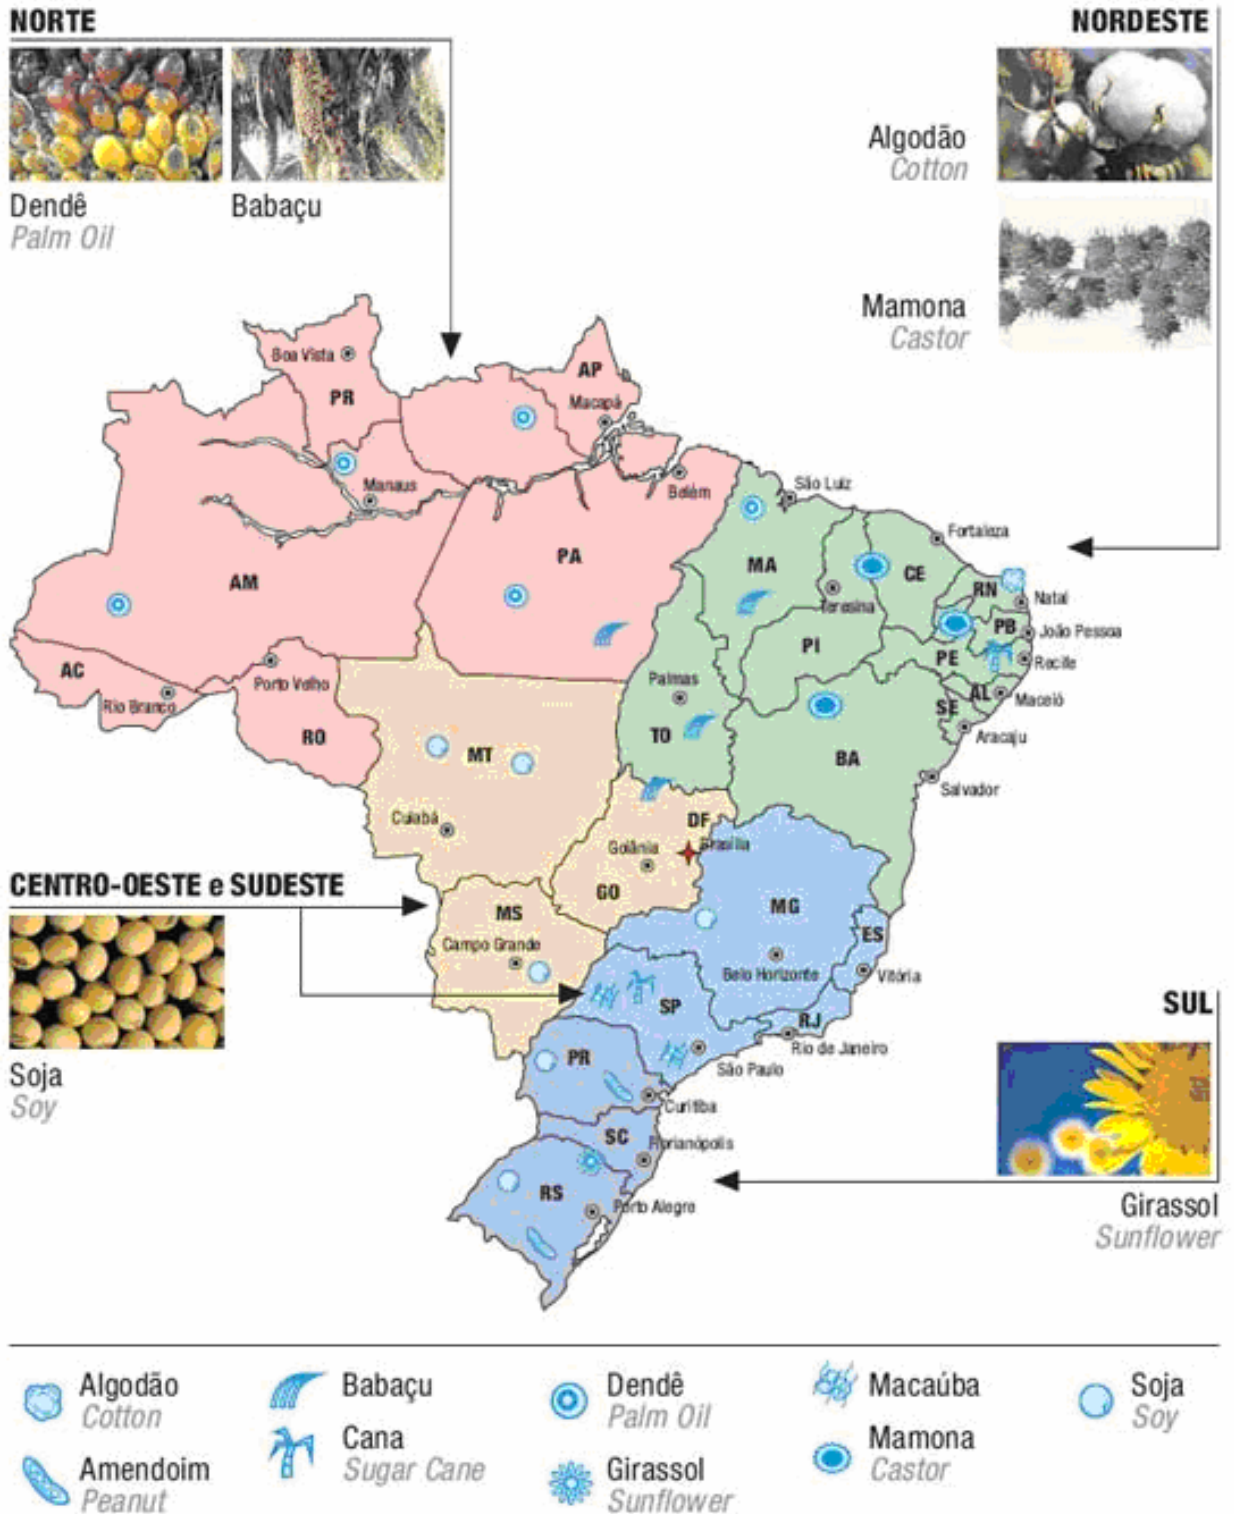 NORTE
Dendê
Palm Oil
Babaçu
NORDESTE
Algodão
Cotton
Mamona
Castor
Boa Vista
PR
AP
Macapá
Manaus
Belém
São Luiz
Fortaleza
AM
PA
MA
CE
Teresina
RN
Natal
PB
João Pessoa
PI
PE
Recife
AC
Rio Branco
Porto Velho
RO
Palmas
TO
AL
Maceió
SE
Aracaju
MT
BA
Salvador
Cuiabá
DF
Brasília
Goiânia
GO
CENTRO-OESTE e SUDESTE
Soja
Soy
MS
Campo Grande
MG
ES
Belo Horizonte
Vitória
SP
RJ
Rio de Janeiro
São Paulo
PR
Curitiba
SC
Florianópolis
RS
Porto Alegre
SUL
Girassol
Sunflower
Algodão
Cotton
Amendoim
Peanut
Babaçu
Cana
Sugar Cane
Dendê
Palm Oil
Girassol
Sunflower
Macaúba
Mamona
Castor
Soja
Soy